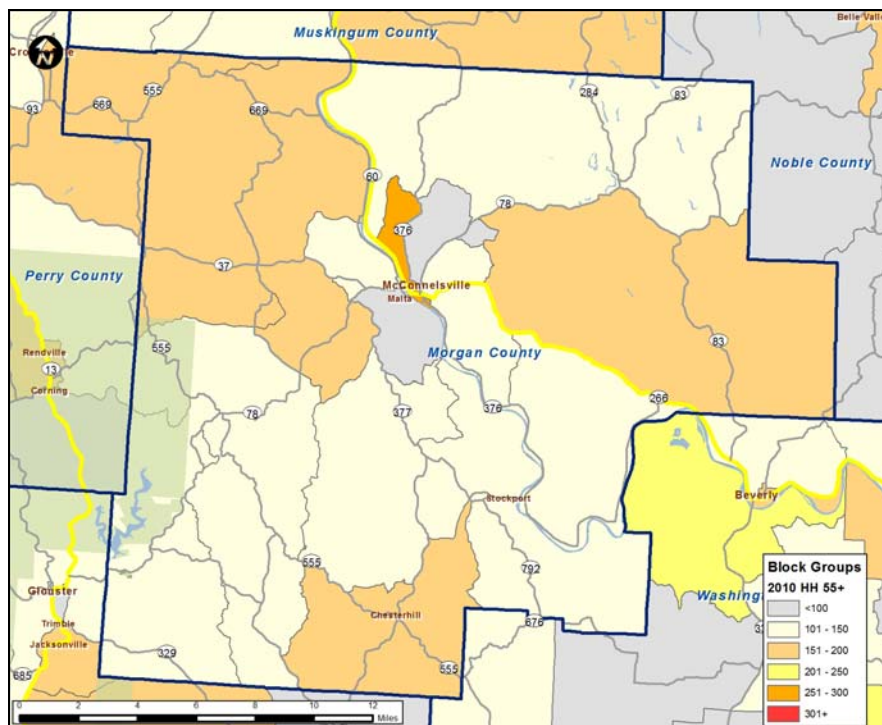 Muskingum County
Belle Valley
N
555
93
669
669
284
83
Noble County
60
78
376
Perry County
37
McConnelsville
Malta
Morgan County
83
555
Rendville
13
Corning
78
377
376
266
Stockport
Beverly
555
792
Glouster
Chesterhill
Trimble
Jacksonville
329
676
555
685
Washing
Block Groups
2010 HH 55+
<100
101 - 150
151 - 200
201 - 250
251 - 300
301+
0 2 4 6 8 10 12
Miles